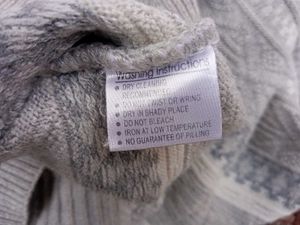 Washing Instructions
• DRY CLEANING
RECOMMENDED
• DO NOT TWIST OR WRING
• DRY IN SHADY PLACE
• DO NOT BLEACH
• IRON AT LOW TEMPERATURE
• NO GUARANTEE OF PILLING